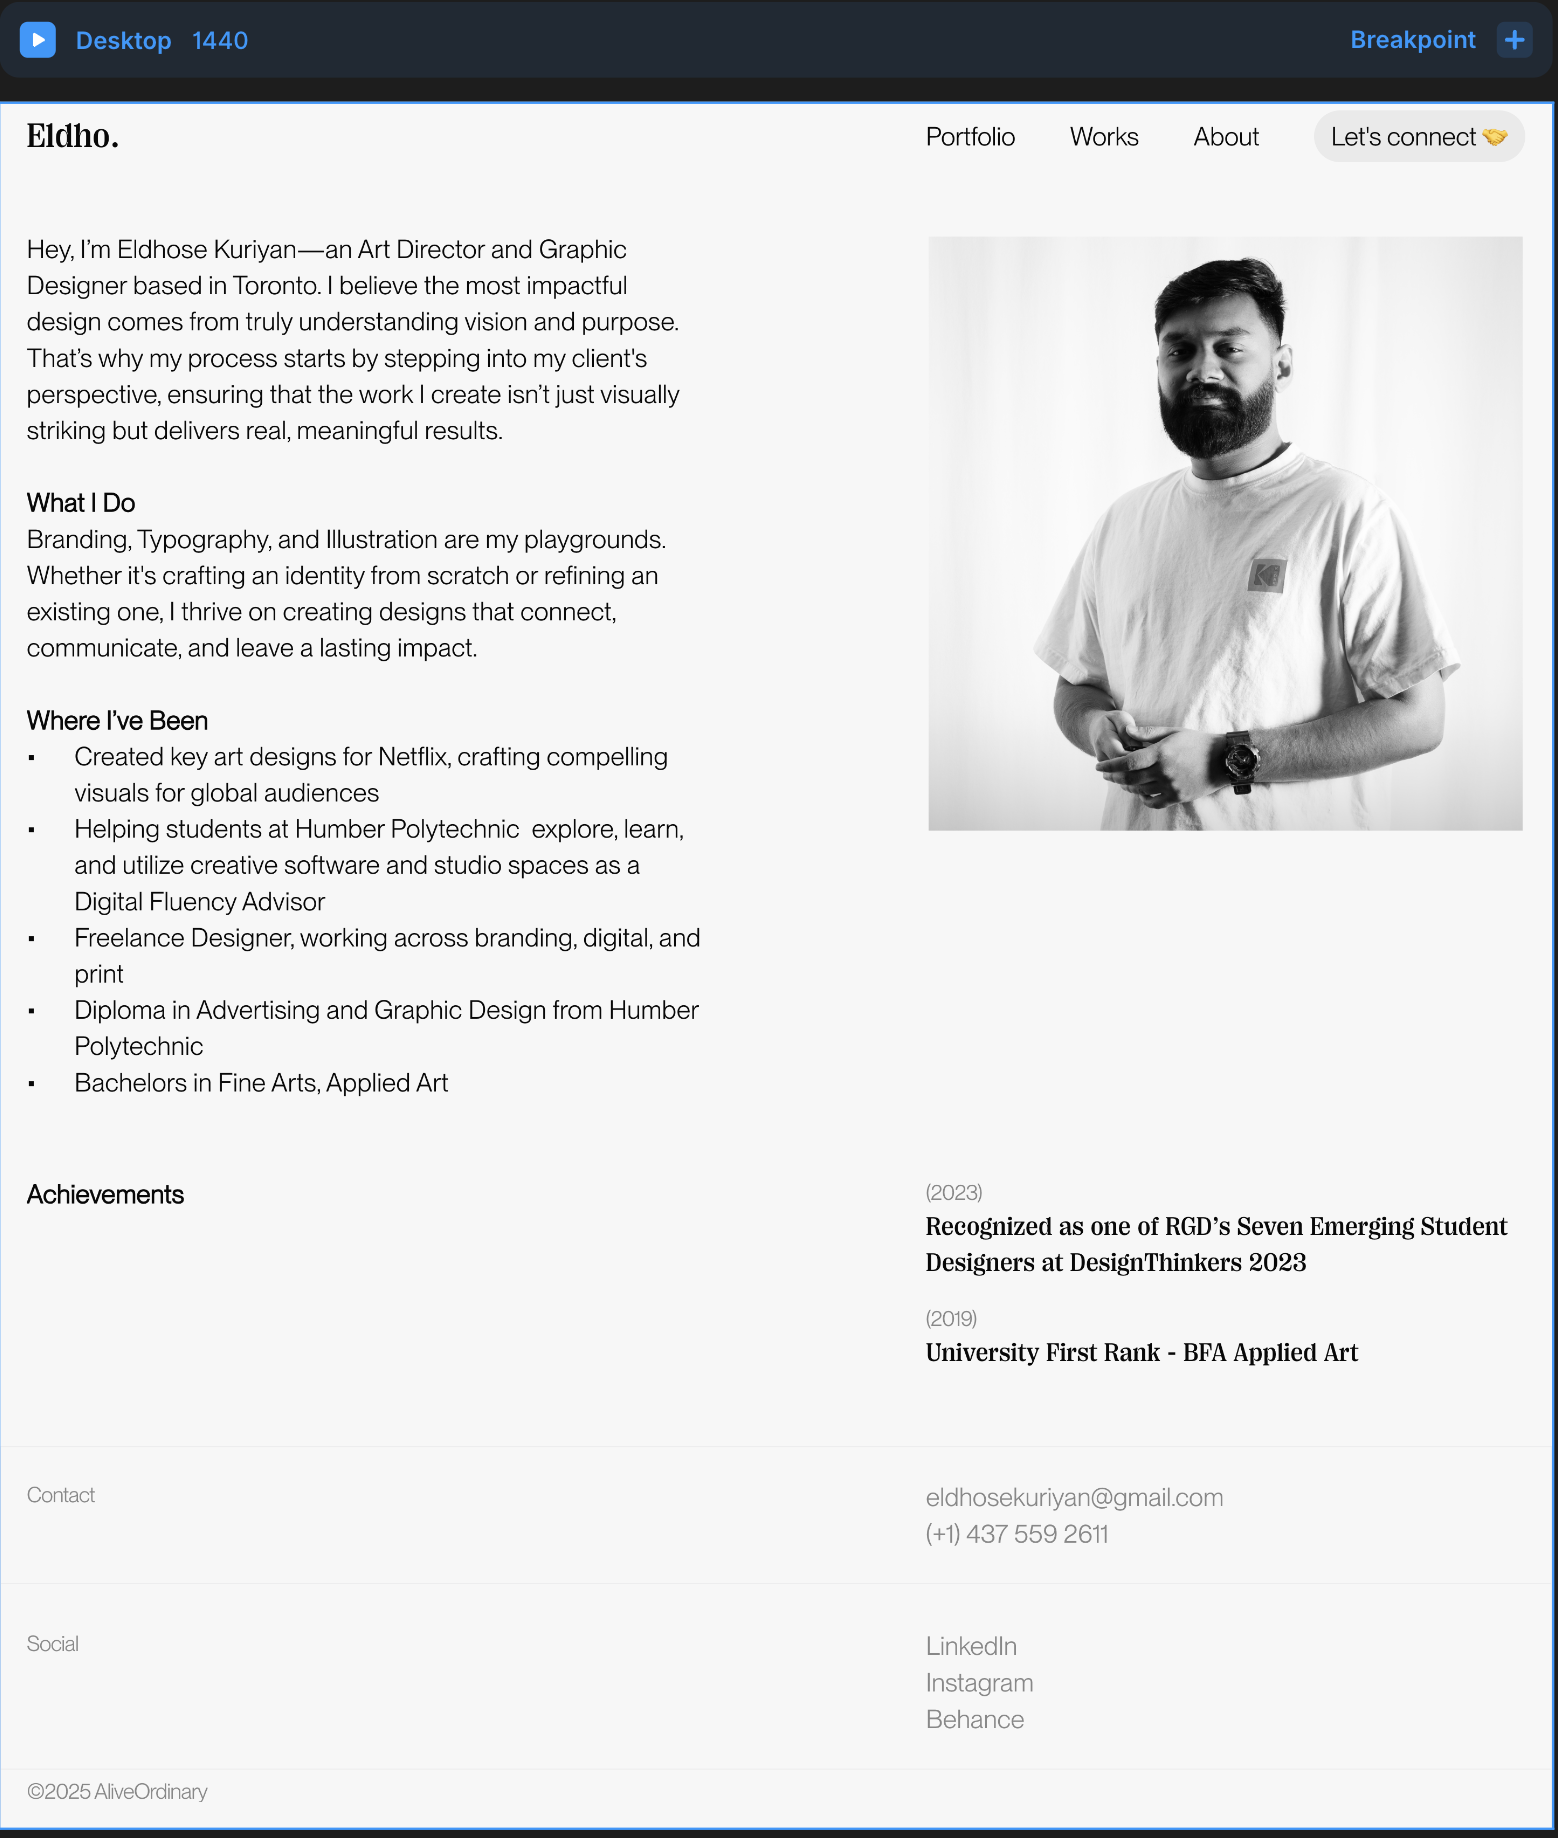 Desktop 1440
Breakpoint
Eldho.
Portfolio
Works
About
Let's connect 🤝
Hey, I’m Eldhose Kuriyan—an Art Director and Graphic
Designer based in Toronto. I believe the most impactful
design comes from truly understanding vision and purpose.
That’s why my process starts by stepping into my client's
perspective, ensuring that the work I create isn’t just visually
striking but delivers real, meaningful results.
What I Do
Branding, Typography, and Illustration are my playgrounds.
Whether it's crafting an identity from scratch or refining an
existing one, I thrive on creating designs that connect,
communicate, and leave a lasting impact.
Where I’ve Been
▪ Created key art designs for Netflix, crafting compelling
visuals for global audiences
▪ Helping students at Humber Polytechnic  explore, learn,
and utilize creative software and studio spaces as a
Digital Fluency Advisor
▪ Freelance Designer, working across branding, digital, and
print
▪ Diploma in Advertising and Graphic Design from Humber
Polytechnic
▪ Bachelors in Fine Arts, Applied Art
Achievements
(2023)
Recognized as one of RGD’s Seven Emerging Student
Designers at DesignThinkers 2023
(2019)
University First Rank - BFA Applied Art
Contact
eldhosekuriyan@gmail.com
(+1) 437 559 2611
Social
LinkedIn
Instagram
Behance
©2025 AliveOrdinary